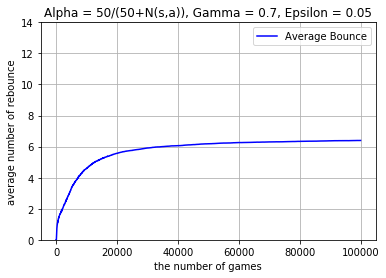 Alpha = 50/(50+N(s,a)), Gamma = 0.7, Epsilon = 0.05
Average Bounce
average number of rebounce
14
12
10
8
6
4
2
0
0 20000 40000 60000 80000 100000
the number of games